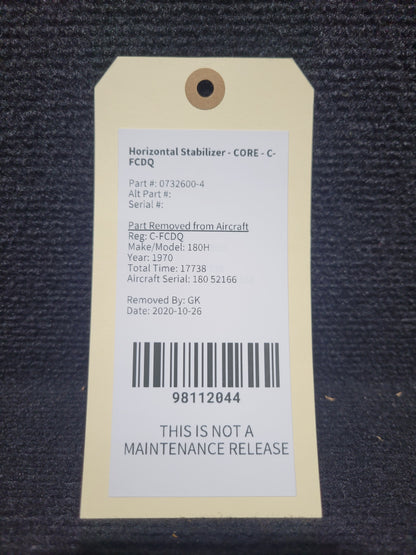 Horizontal Stabilizer - CORE - C-
FCDQ
Part #: 0732600-4
Alt Part #:
Serial #:
Part Removed from Aircraft
Reg: C-FCDQ
Make/Model: 180H
Year: 1970
Total Time: 17738
Aircraft Serial: 180 52166
Removed By: GK
Date: 2020-10-26
98112044
THIS IS NOT A
MAINTENANCE RELEASE